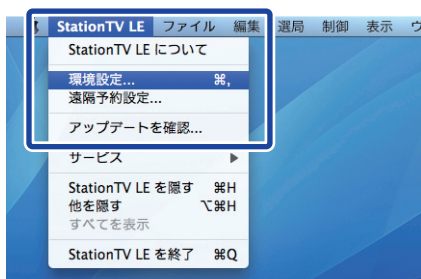 StationTV LE ファイル 編集 選局 制御 表示
StationTV LE について
環境設定... ⌘,
遠隔予約設定...
アップデートを確認...
サービス ▶
StationTV LE を隠す ⌘H
他を隠す ⌥⌘H
すべてを表示
StationTV LE を終了 ⌘Q